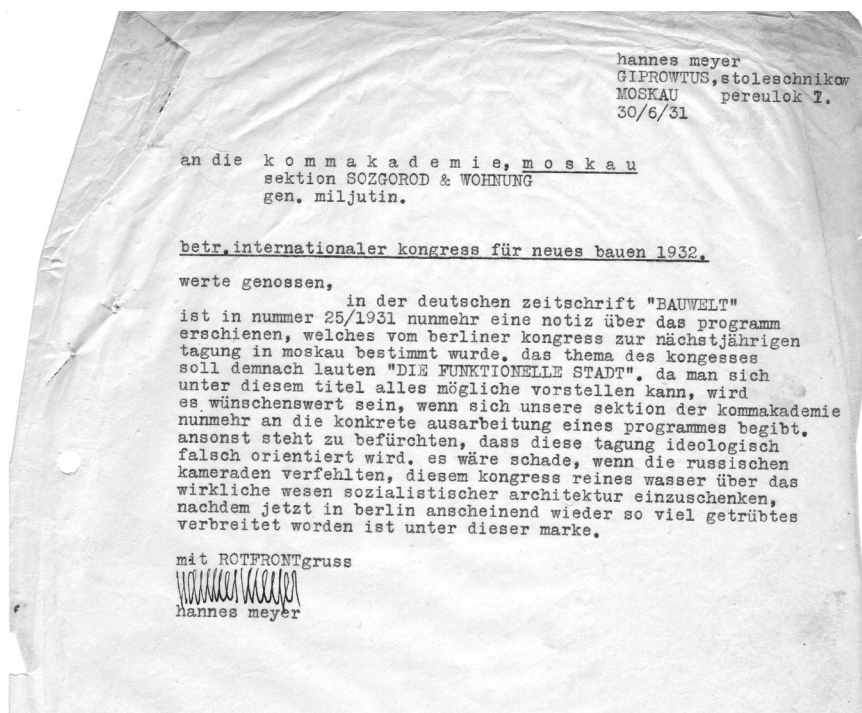 hannes meyer
GIPROWTUS, stoleschnikow
MOSKAU pereulok 7.
30/6/31
an die k o m m a k a d e m i e, m o s k a u
sektion SOZGOROD & WOHNUNG
gen. miljutin.
betr. internationaler kongress für neues bauen 1932.
werte genossen,
in der deutschen zeitschrift "BAUWELT"
ist in nummer 25/1931 nunmehr eine notiz über das programm
erschienen, welches vom berliner kongress zur nächstjährigen
tagung in moskau bestimmt wurde. das thema des kongesses
soll demnach lauten "DIE FUNKTIONELLE STADT". da man sich
unter diesem titel alles mögliche vorstellen kann, wird
es wünschenswert sein, wenn sich unsere sektion der kommakademie
nunmehr an die konkrete ausarbeitung eines programmes begibt.
ansonst steht zu befürchten, dass diese tagung ideologisch
falsch orientiert wird. es wäre schade, wenn die russischen
kameraden verfehlten, diesem kongress reines wasser über das
wirkliche wesen sozialistischer architektur einzuschenken,
nachdem jetzt in berlin anscheinend wieder so viel getrübtes
verbreitet worden ist unter dieser marke.
mit ROTFRONTgruss
hannes meyer
hannes meyer